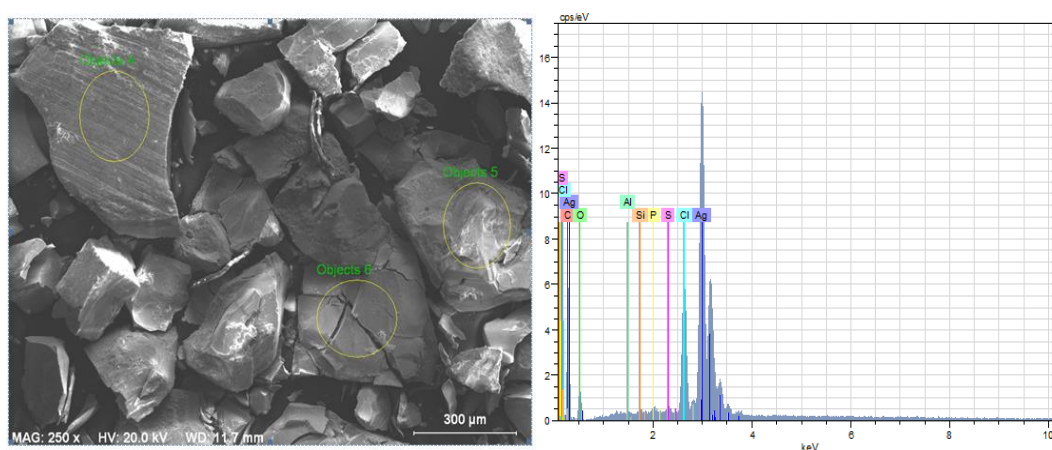 Objects 4
Objects 5
Objects 6
300 µm
MAG: 250 x HV: 20.0 kV WD: 11.7 mm
cps/eV
16
14
12
10
8
6
4
2
0
S
Cl
Ag
C O Al Si P S Cl Ag
2 4 6 8 10
keV